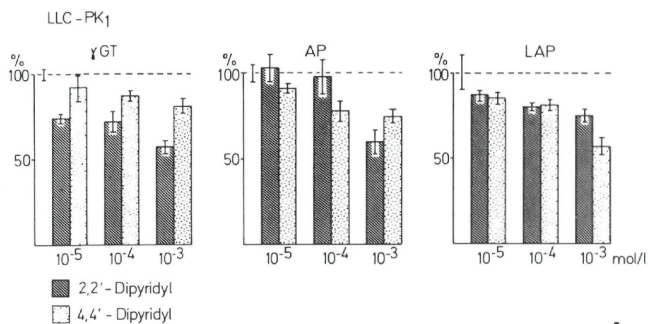 LLC-PK₁
γGT
AP
LAP
%
100
50
%
100
50
%
100
50
10⁻⁵ 10⁻⁴ 10⁻³
10⁻⁵ 10⁻⁴ 10⁻³
10⁻⁵ 10⁻⁴ 10⁻³ mol/l
2,2'-Dipyridyl
4,4'-Dipyridyl